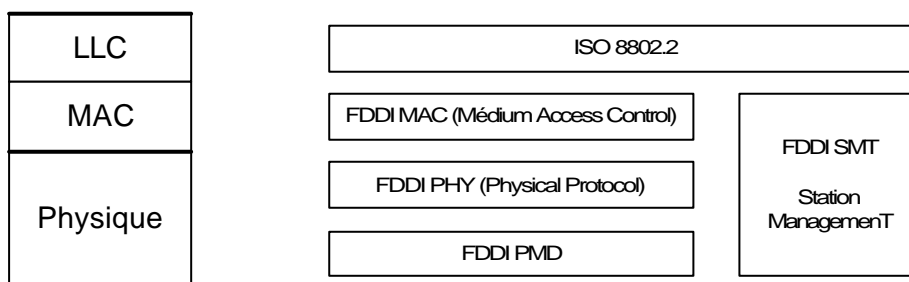 LLC
ISO 8802.2
MAC
FDDI MAC (Médium Access Control)
FDDI SMT
Station
ManagemenT
FDDI PHY (Physical Protocol)
Physique
FDDI PMD